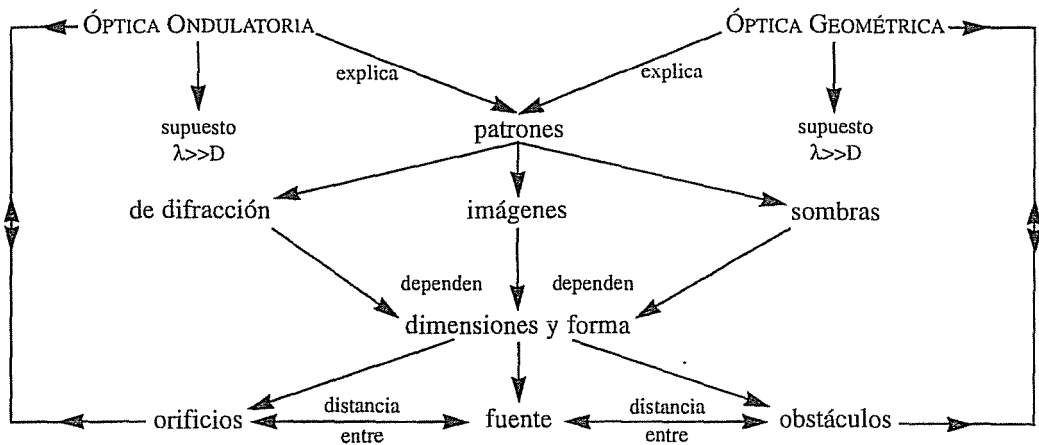 ÓPTICA ONDULATORIA
ÓPTICA GEOMÉTRICA
explica
explica
supuesto
λ>>D
patrones
supuesto
λ>>D
de difracción
imágenes
sombras
dependen
dependen
dimensiones y forma
orificios
distancia
entre
fuente
distancia
entre
obstáculos